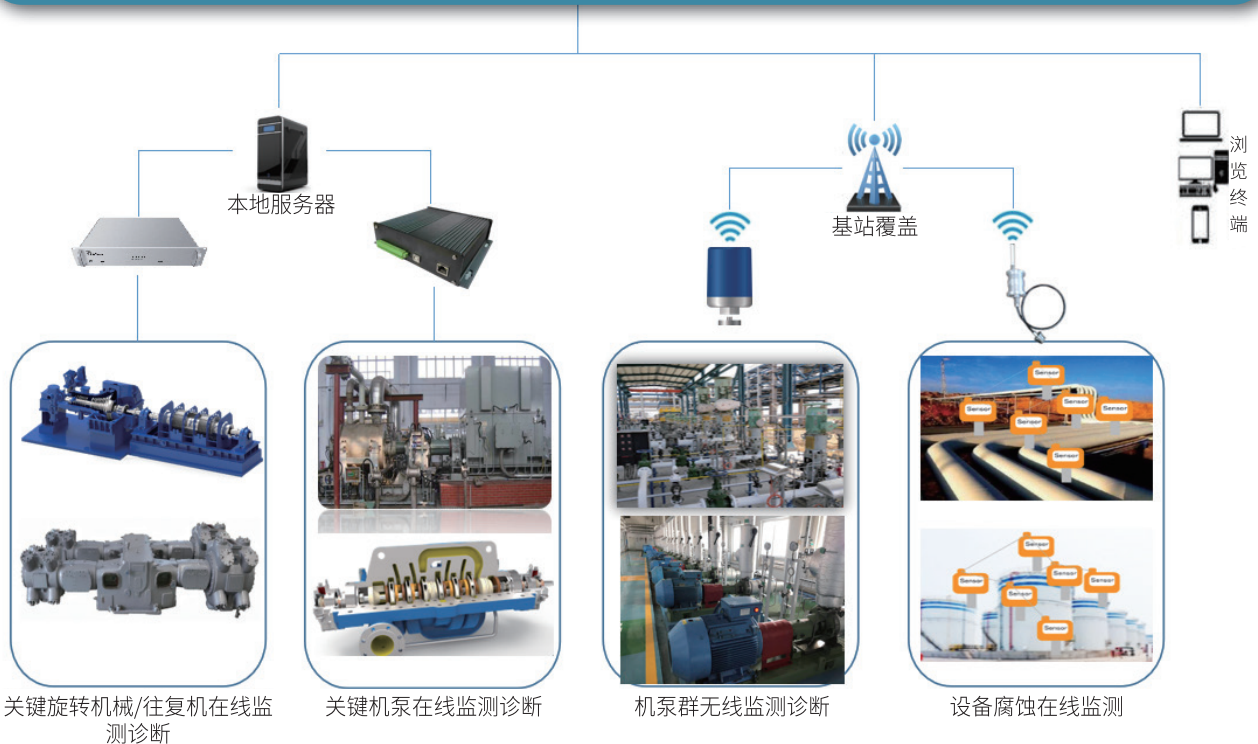 本地服务器
基站覆盖
浏
览
终
端
Sensor
Sensor
Sensor
Sensor
Sensor
Sensor
Sensor
Sensor
Sensor
Sensor
Sensor
Sensor
关键旋转机械/往复机在线监
测诊断
关键机泵在线监测诊断
机泵群无线监测诊断
设备腐蚀在线监测